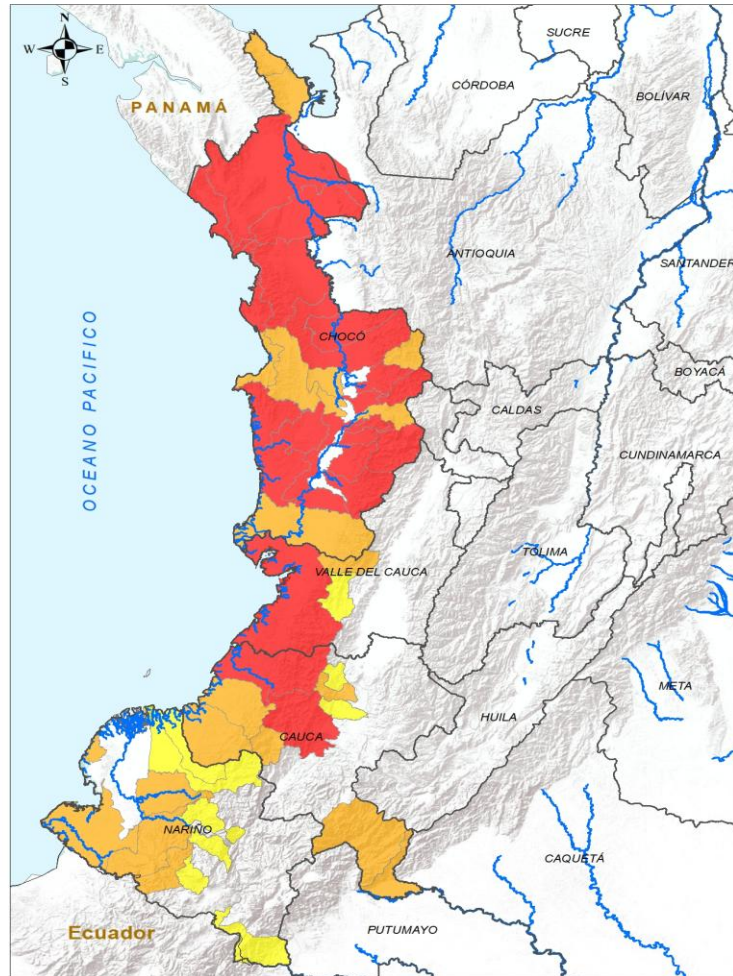 N
W E
S
SUCRE
CÓRDOBA
PANAMÁ
BOLÍVAR
ANTIOQUIA
SANTANDER
OCEANO PACIFICO
CHOCÓ
BOYACÁ
CALDAS
CUNDINAMARCA
TOLIMA
VALLE DEL CAUCA
META
HUILA
CAUCA
NARIÑO
CAQUETÁ
Ecuador
PUTUMAYO